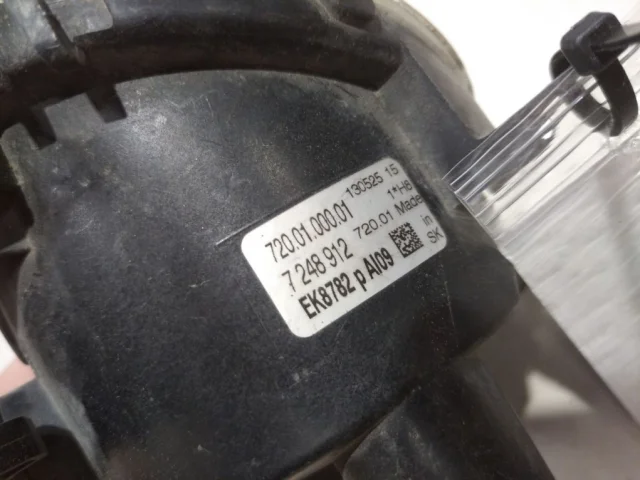 720.01.000.01 130525 15
7 248 912 1*H8
EK8782 p AI09 720.01 Made
in
SK